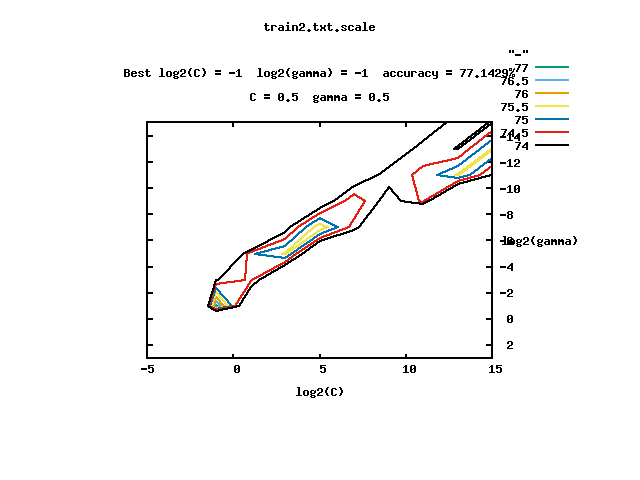 train2.txt.scale
"-"
Best log2(C) = -1 log2(gamma) = -1 accuracy = 77.1429%
77
76.5
C = 0.5 gamma = 0.5
76
75.5
75
74.5
-14
74
-12
-10
-8
-6
log2(gamma)
-4
-2
0
2
-5 0 5 10 15
log2(C)